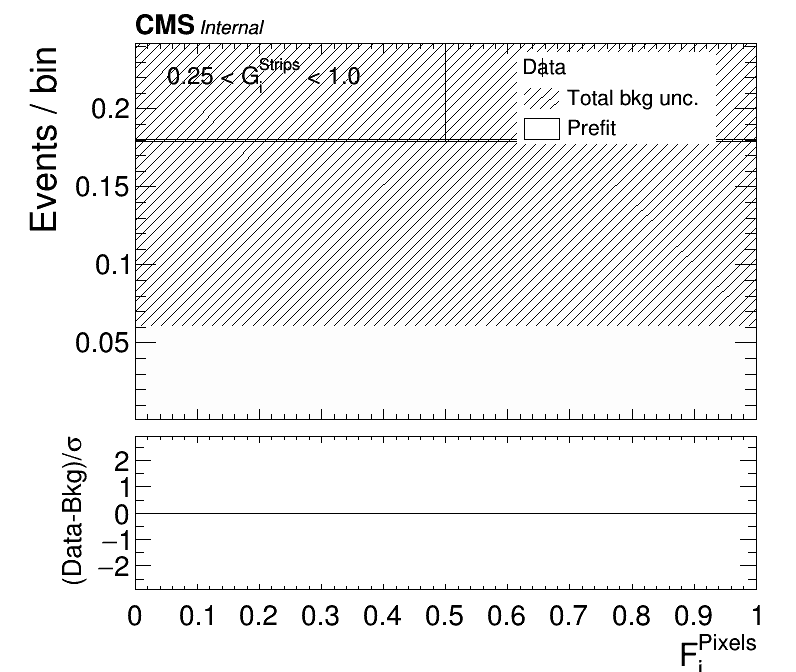 CMS Internal
Events / bin
0.25 < G_i^Strips < 1.0
Data
Total bkg unc.
Prefit
0.2
0.15
0.1
0.05
(Data-Bkg)/σ
2
1
0
−1
−2
0 0.1 0.2 0.3 0.4 0.5 0.6 0.7 0.8 0.9 1
F_i^Pixels